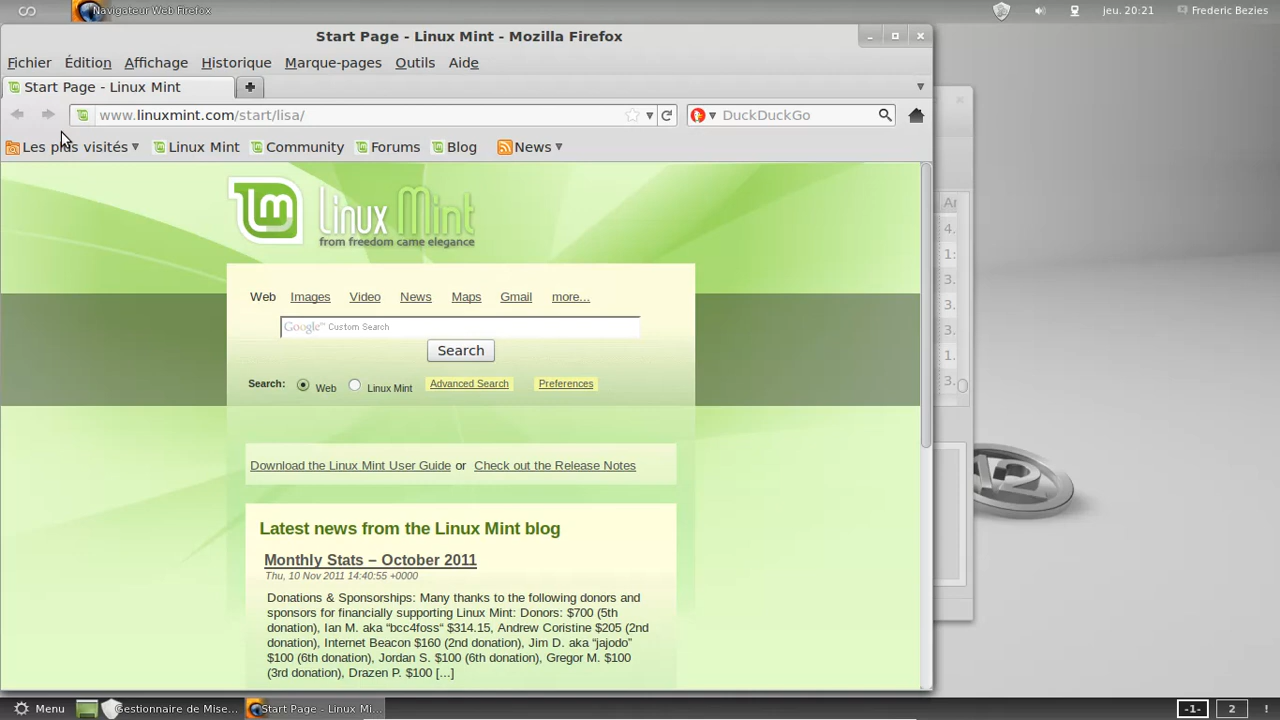 Navigateur Web Firefox
jeu. 20:21
Frederic Bezies
Start Page - Linux Mint - Mozilla Firefox
Fichier Édition Affichage Historique Marque-pages Outils Aide
Start Page - Linux Mint
www.linuxmint.com/start/lisa/
DuckDuckGo
Les plus visités Linux Mint Community Forums Blog News
Linux Mint
from freedom came elegance
Web Images Video News Maps Gmail more...
Google™ Custom Search
Search
Search: Web Linux Mint Advanced Search Preferences
Download the Linux Mint User Guide or Check out the Release Notes
Latest news from the Linux Mint blog
Monthly Stats – October 2011
Thu, 10 Nov 2011 14:40:55 +0000
Donations & Sponsorships: Many thanks to the following donors and
sponsors for financially supporting Linux Mint: Donors: $700 (5th
donation), Ian M. aka “bcc4foss“ $314.15, Andrew Coristine $205 (2nd
donation), Internet Beacon $160 (2nd donation), Jim D. aka “jajodo”
$100 (6th donation), Jordan S. $100 (6th donation), Gregor M. $100
(3rd donation), Drazen P. $100 […]
4.
1:
3.
3.
3.
1.
3.
Menu Gestionnaire de Mise... Start Page - Linux Mi...
-1- 2 !